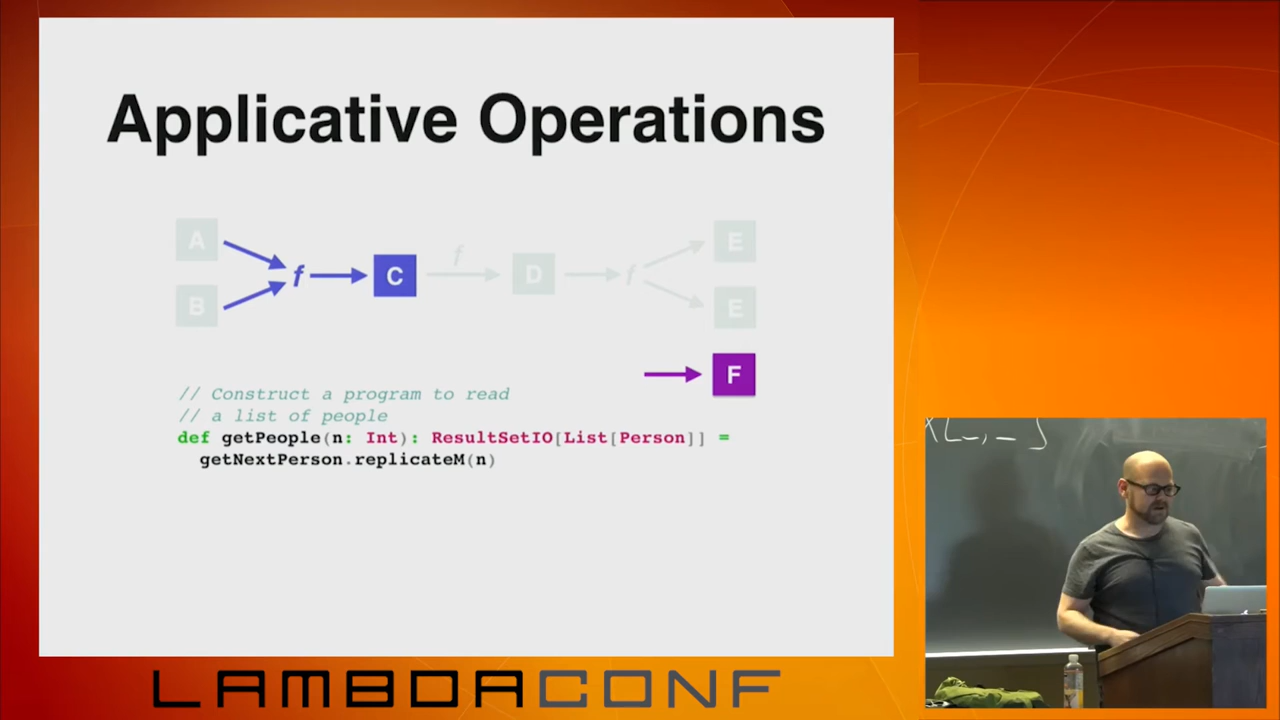 Applicative Operations
A
B
f
C
f
D
f
E
E
F
// Construct a program to read
// a list of people
def getPeople(n: Int): ResultSetIO[List[Person]] =
getNextPerson.replicateM(n)
LAMBDACONF